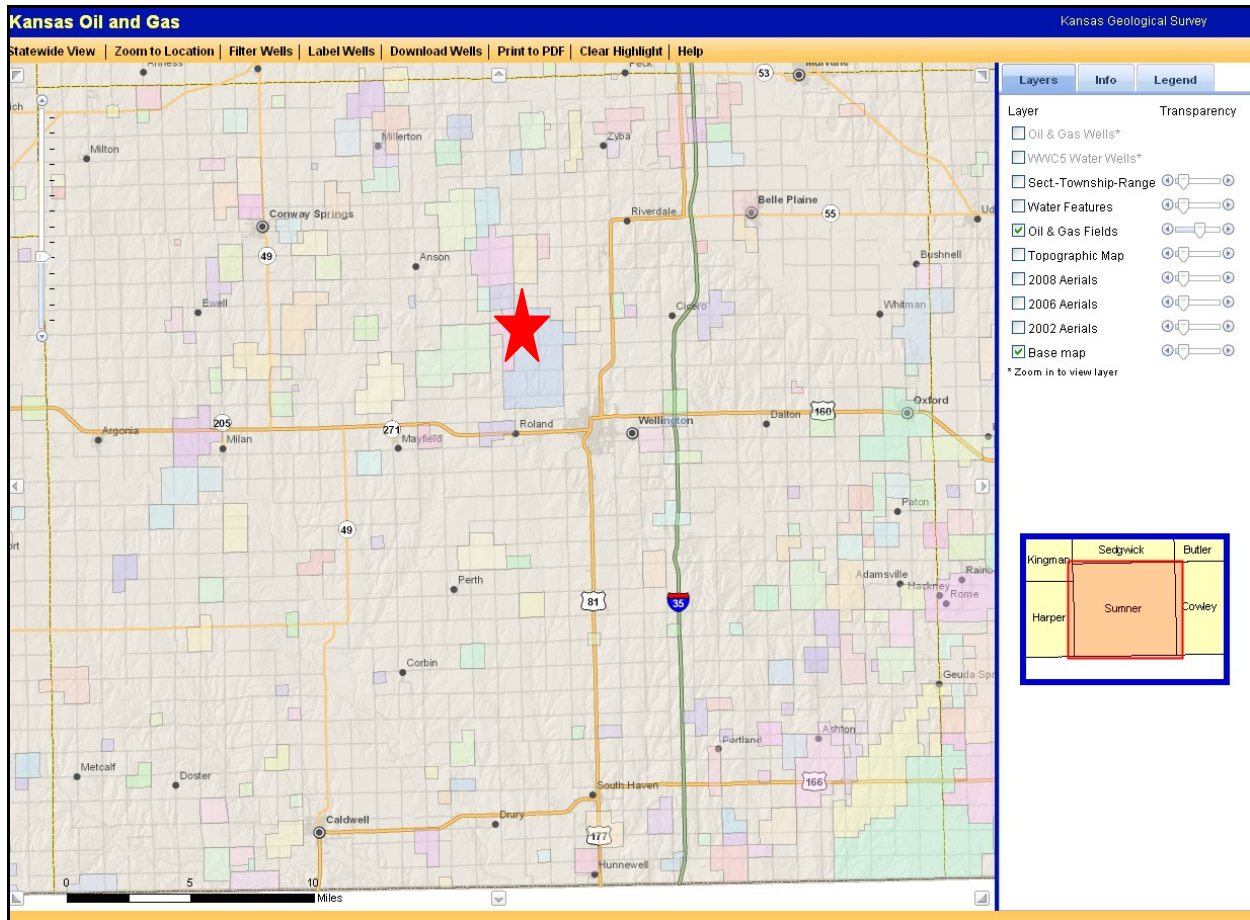 Kansas Oil and Gas
Kansas Geological Survey
Statewide View | Zoom to Location | Filter Wells | Label Wells | Download Wells | Print to PDF | Clear Highlight | Help
Layers Info Legend
Layer Transparency
Oil & Gas Wells*
WWC5 Water Wells*
Sect.-Township-Range
Water Features
Oil & Gas Fields
Topographic Map
2008 Aerials
2006 Aerials
2002 Aerials
Base map
* Zoom in to view layer
Peck
53
Milton
Millerton
Zyba
Conway Springs
Riverdale
Belle Plaine
55
49
Anson
Bushnell
Ewell
Cicero
Whitman
Argonia
205
Milan
271
Mayfield
Roland
Wellington
Dalton
160
Oxford
49
Paton
Perth
81
35
Adamsville
Hackney
Rome
Corbin
Geuda Spr
Metcalf
Doster
Portland
Ashton
South Haven
166
Caldwell
Drury
177
Hunnewell
0 5 10
Miles
Kingman
Sedgwick
Butler
Harper
Sumner
Cowley